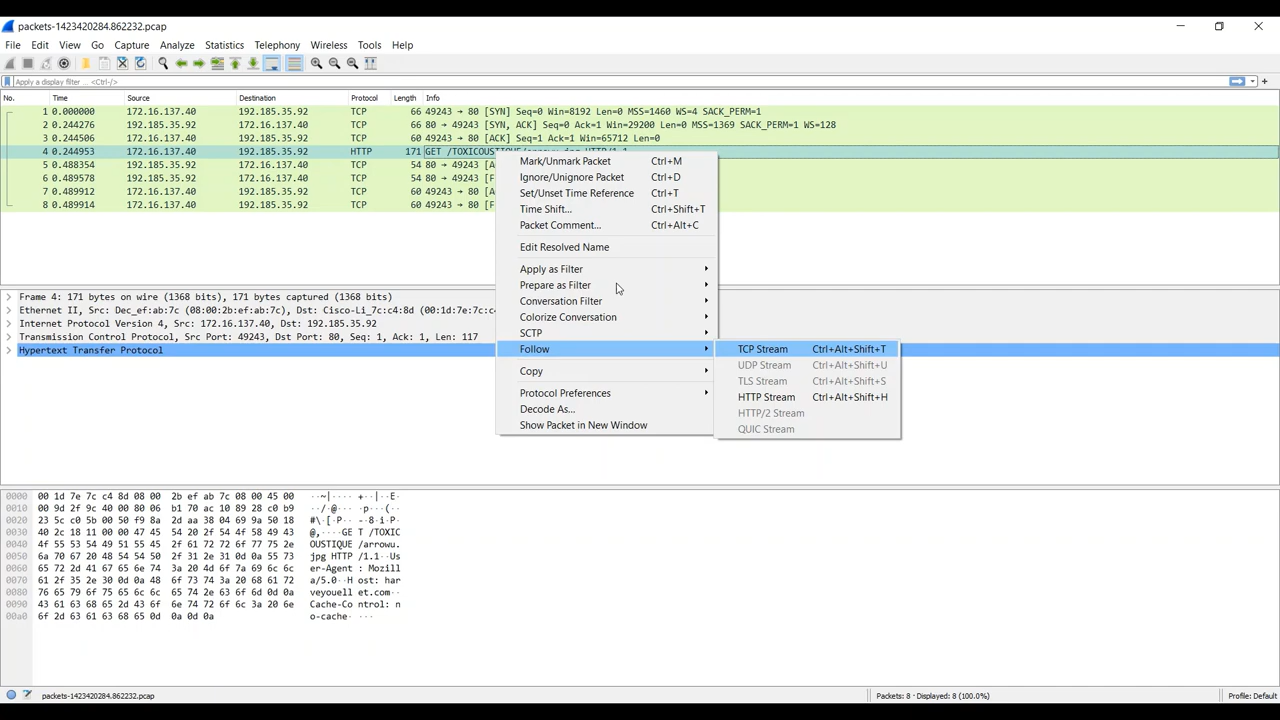 packets-1423420284.862232.pcap
File Edit View Go Capture Analyze Statistics Telephony Wireless Tools Help
Apply a display filter ... <Ctrl-/>
No. Time Source Destination Protocol Length Info
1 0.000000 172.16.137.40 192.185.35.92 TCP 66 49243 → 80 [SYN] Seq=0 Win=8192 Len=0 MSS=1460 WS=4 SACK_PERM=1
2 0.244276 192.185.35.92 172.16.137.40 TCP 66 80 → 49243 [SYN, ACK] Seq=0 Ack=1 Win=29200 Len=0 MSS=1369 SACK_PERM=1 WS=128
3 0.244506 172.16.137.40 192.185.35.92 TCP 60 49243 → 80 [ACK] Seq=1 Ack=1 Win=65712 Len=0
4 0.244953 172.16.137.40 192.185.35.92 HTTP 171 GET /TOXICOUSTIQUE/arrowu.jpg HTTP/1.1
5 0.488354 192.185.35.92 172.16.137.40 TCP 54 80 → 49243 [A
6 0.489578 192.185.35.92 172.16.137.40 TCP 54 80 → 49243 [F
7 0.489912 172.16.137.40 192.185.35.92 TCP 60 49243 → 80 [A
8 0.489914 172.16.137.40 192.185.35.92 TCP 60 49243 → 80 [F
Mark/Unmark Packet Ctrl+M
Ignore/Unignore Packet Ctrl+D
Set/Unset Time Reference Ctrl+T
Time Shift... Ctrl+Shift+T
Packet Comment... Ctrl+Alt+C
Edit Resolved Name
Apply as Filter
Prepare as Filter
Conversation Filter
Colorize Conversation
SCTP
Follow
Copy
Protocol Preferences
Decode As...
Show Packet in New Window
TCP Stream Ctrl+Alt+Shift+T
UDP Stream Ctrl+Alt+Shift+U
TLS Stream Ctrl+Alt+Shift+S
HTTP Stream Ctrl+Alt+Shift+H
HTTP/2 Stream
QUIC Stream
Frame 4: 171 bytes on wire (1368 bits), 171 bytes captured (1368 bits)
Ethernet II, Src: Dec_ef:ab:7c (08:00:2b:ef:ab:7c), Dst: Cisco-Li_7c:c4:8d (00:1d:7e:7c:c4
Internet Protocol Version 4, Src: 172.16.137.40, Dst: 192.185.35.92
Transmission Control Protocol, Src Port: 49243, Dst Port: 80, Seq: 1, Ack: 1, Len: 117
Hypertext Transfer Protocol
0000 00 1d 7e 7c c4 8d 08 00 2b ef ab 7c 08 00 45 00 ··~|···· +··|··E·
0010 00 9d 2f 9c 40 00 80 06 b1 70 ac 10 89 28 c0 b9 ··/·@··· ·p···(··
0020 23 5c c0 5b 00 50 f9 8a 2d aa 38 04 69 9a 50 18 #\·[·P·· -·8·i·P·
0030 40 2c 18 11 00 00 47 45 54 20 2f 54 4f 58 49 43 @,····GE T /TOXIC
0040 4f 55 53 54 49 51 55 45 2f 61 72 72 6f 77 75 2e OUSTIQUE /arrowu.
0050 6a 70 67 20 48 54 54 50 2f 31 2e 31 0d 0a 55 73 jpg HTTP /1.1··Us
0060 65 72 2d 41 67 65 6e 74 3a 20 4d 6f 7a 69 6c 6c er-Agent : Mozill
0070 61 2f 35 2e 30 0d 0a 48 6f 73 74 3a 20 68 61 72 a/5.0··H ost: har
0080 76 65 79 6f 75 65 6c 6c 65 74 2e 63 6f 6d 0d 0a veyouell et.com··
0090 43 61 63 68 65 2d 43 6f 6e 74 72 6f 6c 3a 20 6e Cache-Co ntrol: n
00a0 6f 2d 63 61 63 68 65 0d 0a 0d 0a o-cache· ···
packets-1423420284.862232.pcap
Packets: 8 · Displayed: 8 (100.0%)
Profile: Default